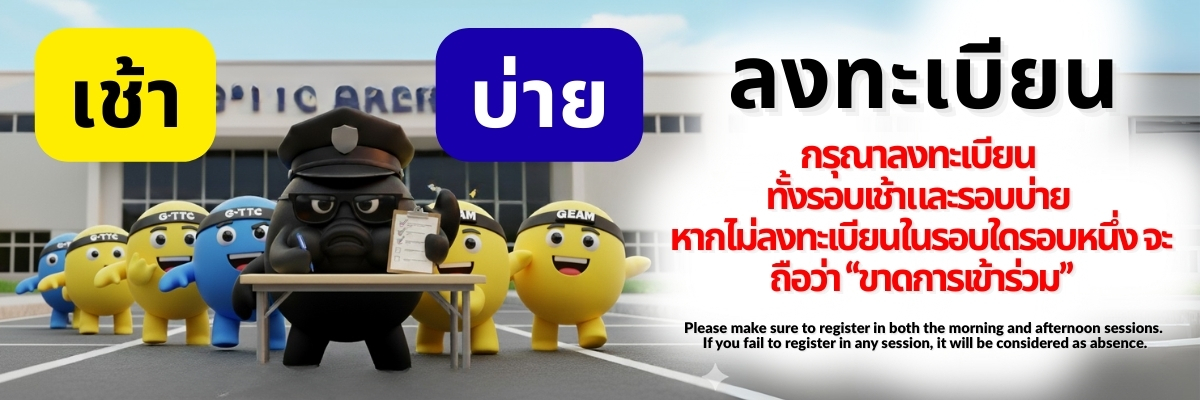 เช้า
บ่าย
ลงทะเบียน
กรุณาลงทะเบียน
ทั้งรอบเช้าและรอบบ่าย
หากไม่ลงทะเบียนในรอบใดรอบหนึ่ง จะ
ถือว่า “ขาดการเข้าร่วม”
Please make sure to register in both the morning and afternoon sessions.
If you fail to register in any session, it will be considered as absence.
G-TTC
G-TTC
G-TTC
GEAM